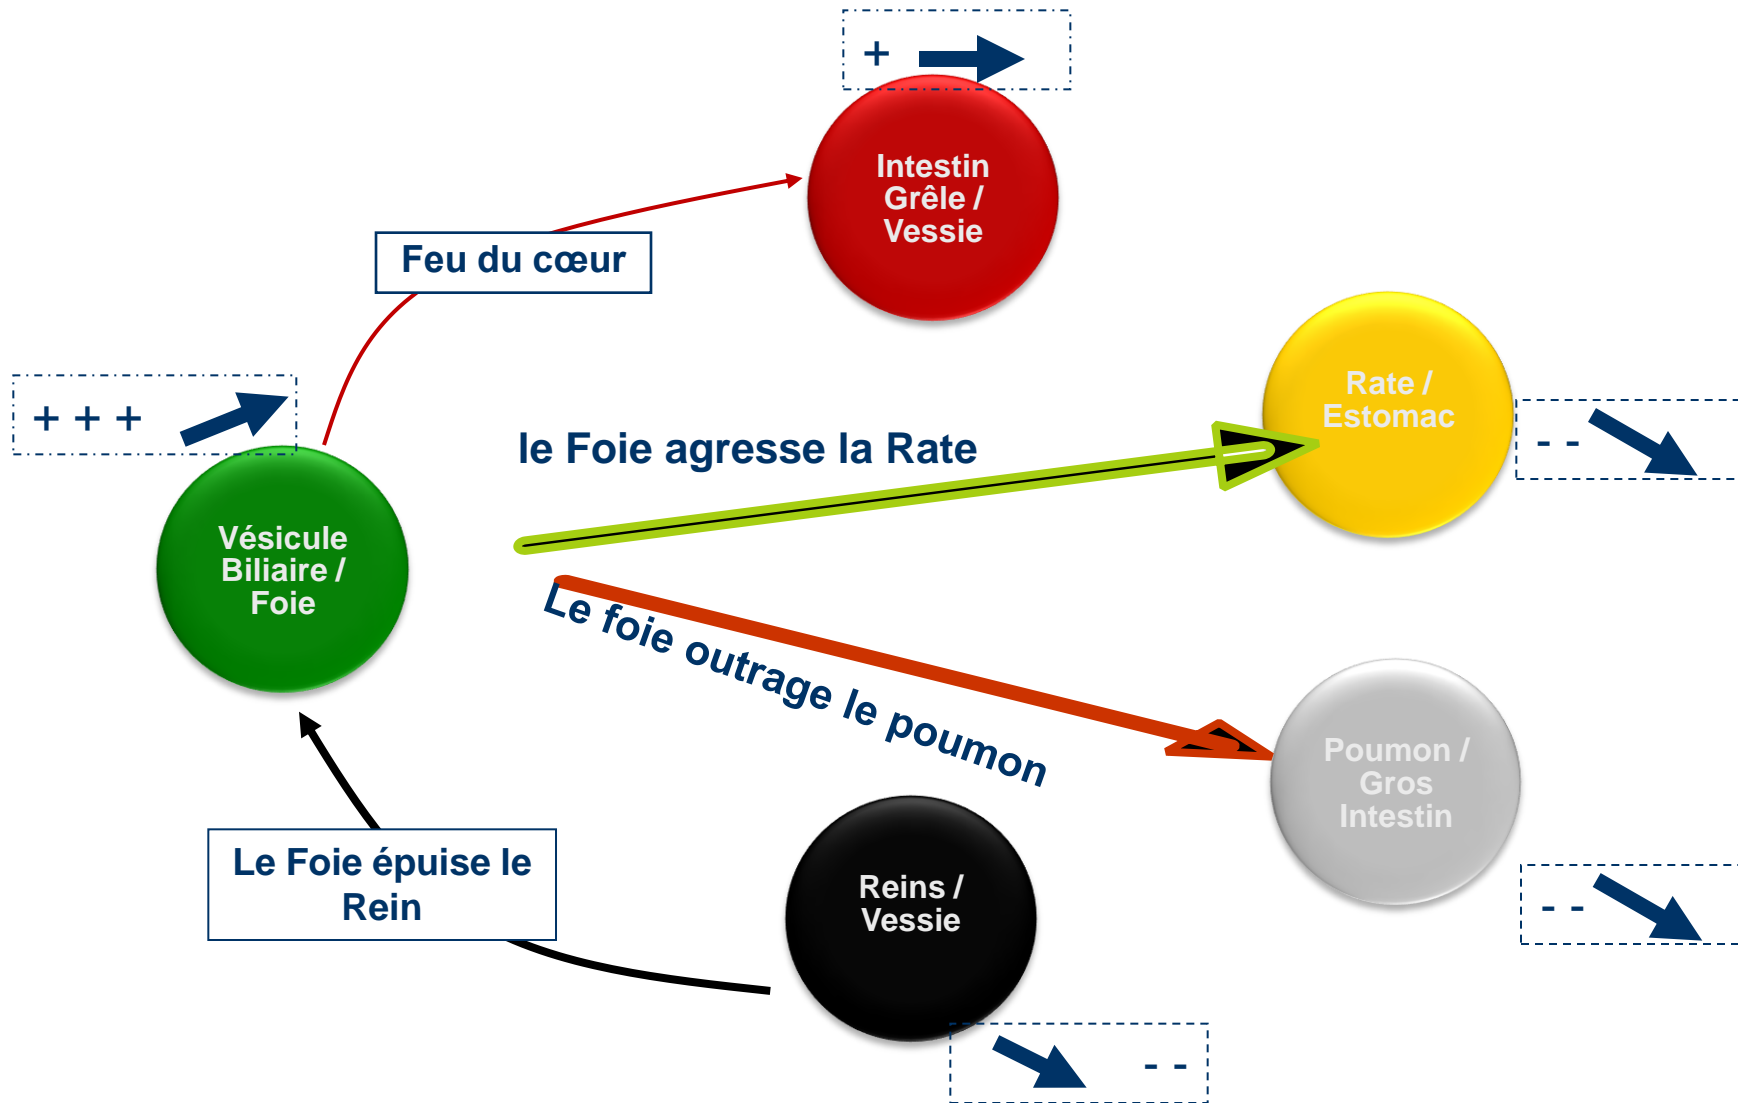 +
Intestin
Grêle /
Vessie
Feu du cœur
Rate /
Estomac
- -
+ + +
le Foie agresse la Rate
Vésicule
Biliaire /
Foie
Le foie outrage le poumon
Poumon /
Gros
Intestin
- -
Le Foie épuise le
Rein
Reins /
Vessie
- -